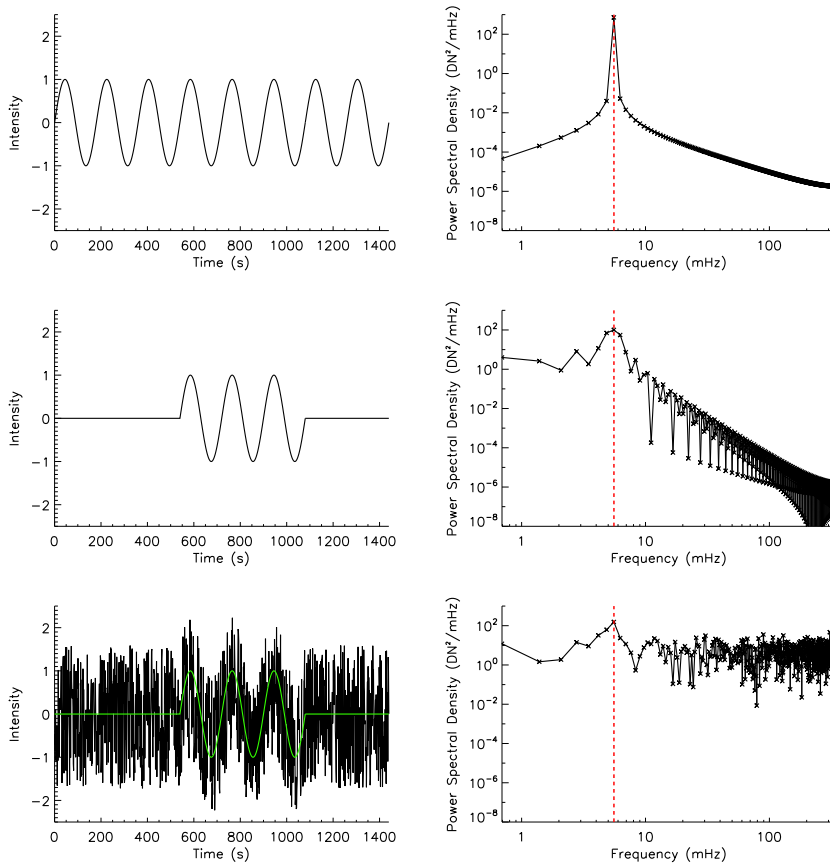 2
1
0
-1
-2
Intensity
0 200 400 600 800 1000 1200 1400
Time (s)
10²
10⁰
10⁻²
10⁻⁴
10⁻⁶
10⁻⁸
Power Spectral Density (DN²/mHz)
1 10 100
Frequency (mHz)
2
1
0
-1
-2
Intensity
0 200 400 600 800 1000 1200 1400
Time (s)
10²
10⁰
10⁻²
10⁻⁴
10⁻⁶
10⁻⁸
Power Spectral Density (DN²/mHz)
1 10 100
Frequency (mHz)
2
1
0
-1
-2
Intensity
0 200 400 600 800 1000 1200 1400
Time (s)
10²
10⁰
10⁻²
10⁻⁴
10⁻⁶
10⁻⁸
Power Spectral Density (DN²/mHz)
1 10 100
Frequency (mHz)